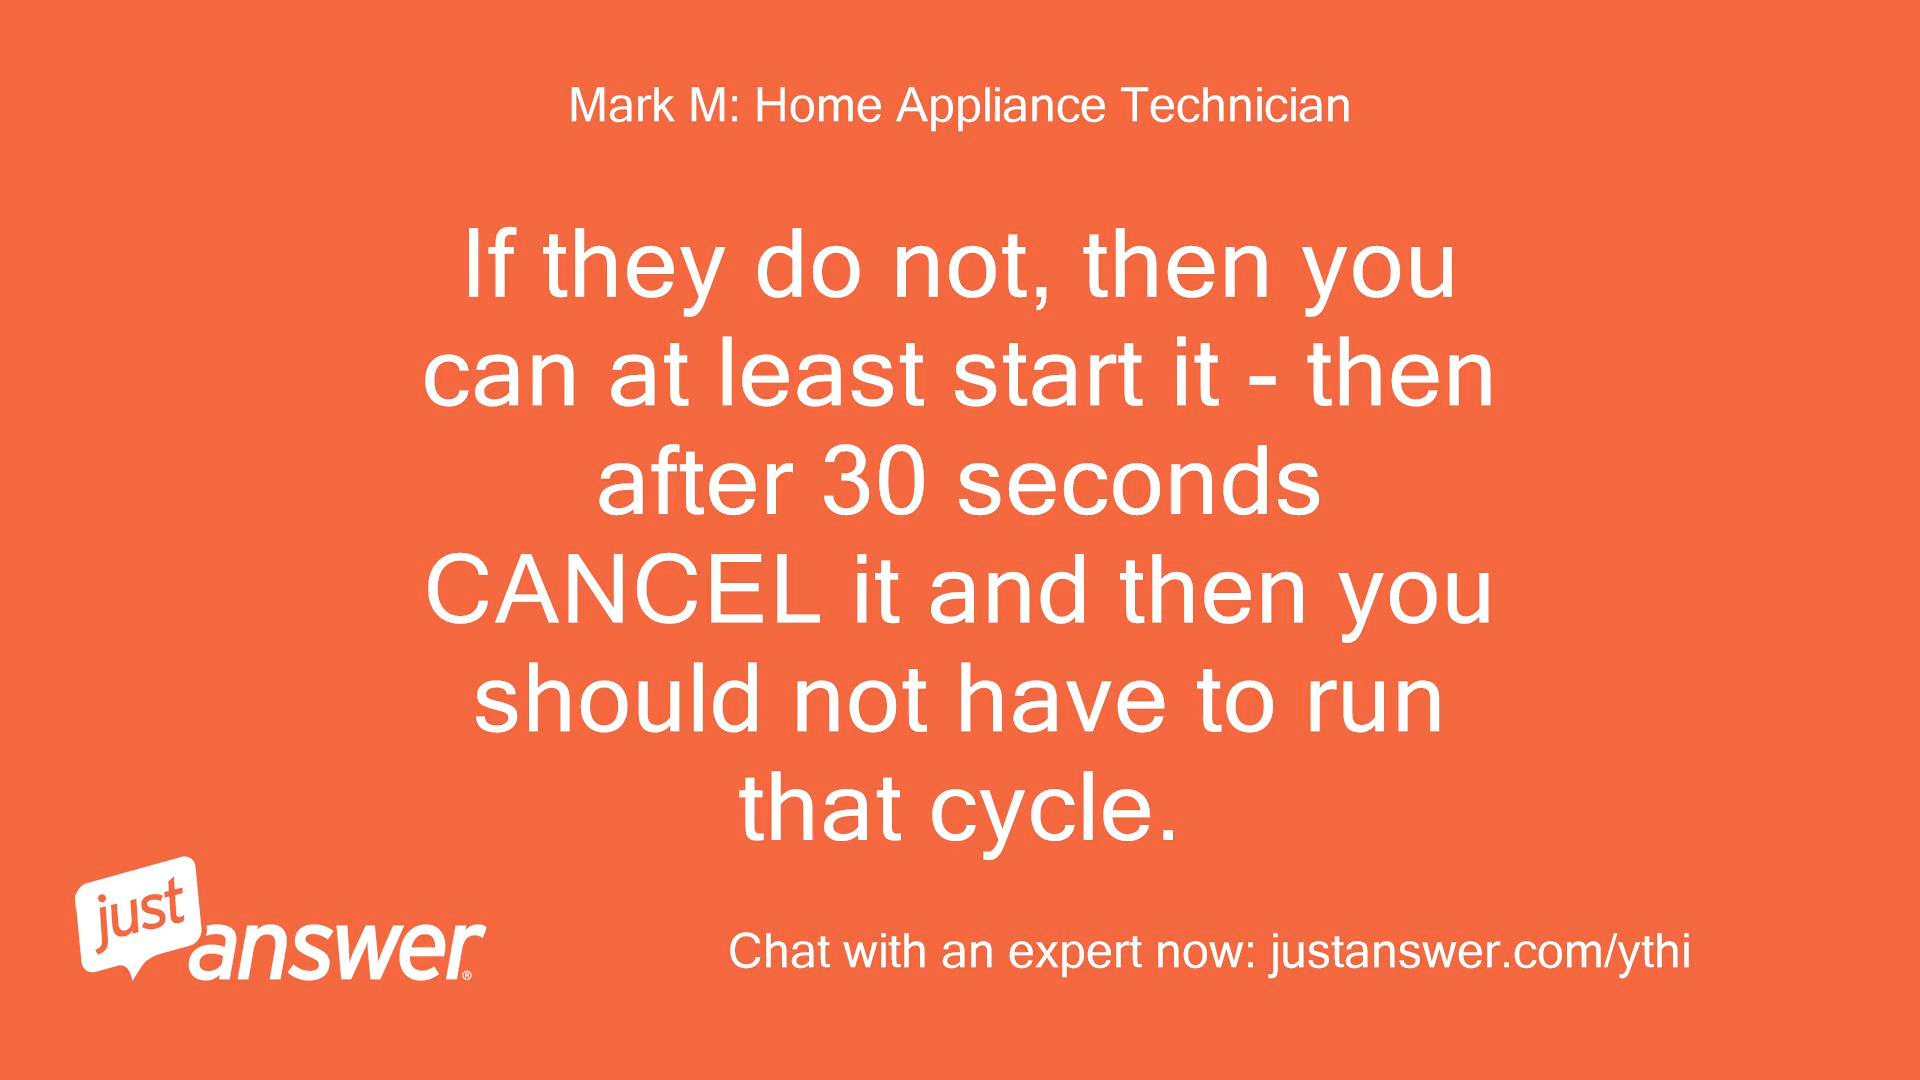 Mark M: Home Appliance Technician
If they do not, then you
can at least start it - then
after 30 seconds
CANCEL it and then you
should not have to run
that cycle.
just
answer®
Chat with an expert now: justanswer.com/ythi